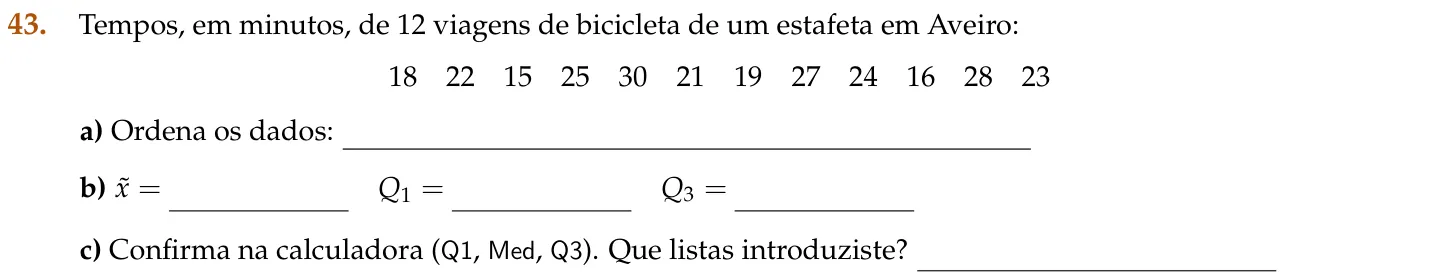 43. Tempos, em minutos, de 12 viagens de bicicleta de um estafeta em Aveiro:
18 22 15 25 30 21 19 27 24 16 28 23
a) Ordena os dados: 
b) x̃ = Q₁ = Q₃ =
c) Confirma na calculadora (Q1, Med, Q3). Que listas introduziste?